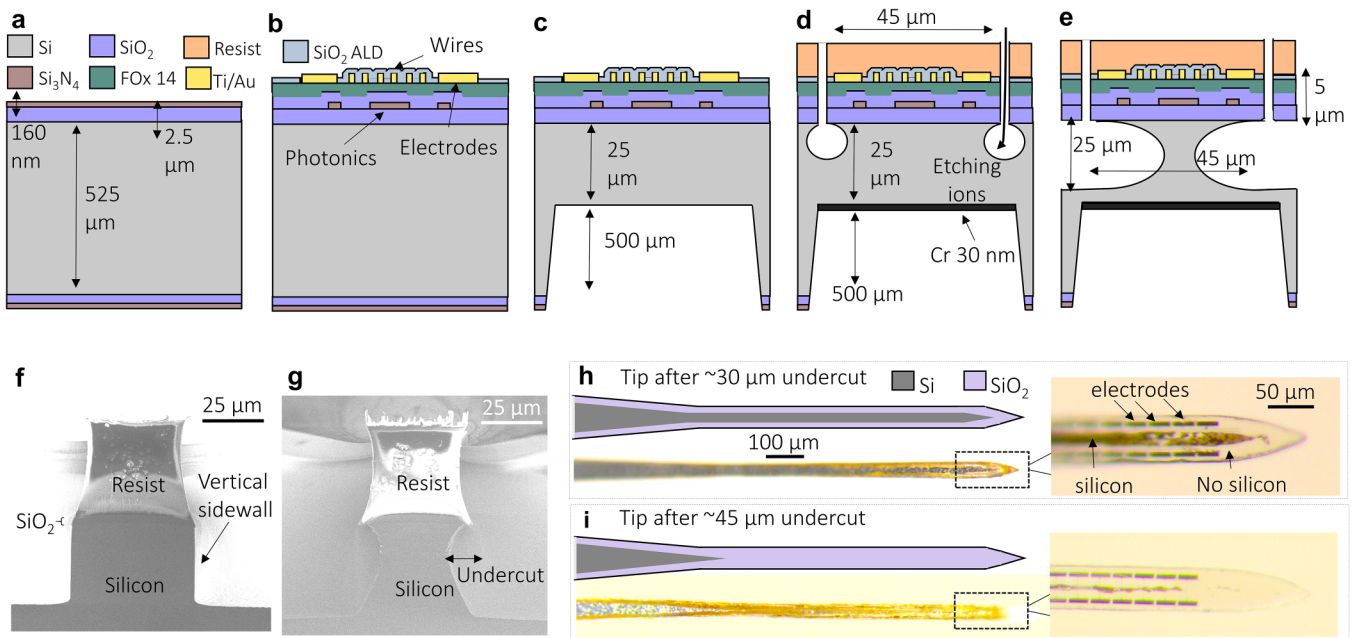 a
Si
SiO₂
Resist
Si₃N₄
FOx 14
Ti/Au
160
nm
2.5
µm
525
µm
b
SiO₂ ALD
Wires
Photonics
Electrodes
c
25
µm
500 µm
d
45 µm
25
µm
Etching
ions
Cr 30 nm
500 µm
e
5
µm
25 µm
45 µm
f
25 µm
Resist
Vertical
sidewall
SiO₂
Silicon
g
25 µm
Resist
Silicon
Undercut
h
Tip after ~30 µm undercut
Si
SiO₂
100 µm
electrodes
50 µm
silicon
No silicon
i
Tip after ~45 µm undercut